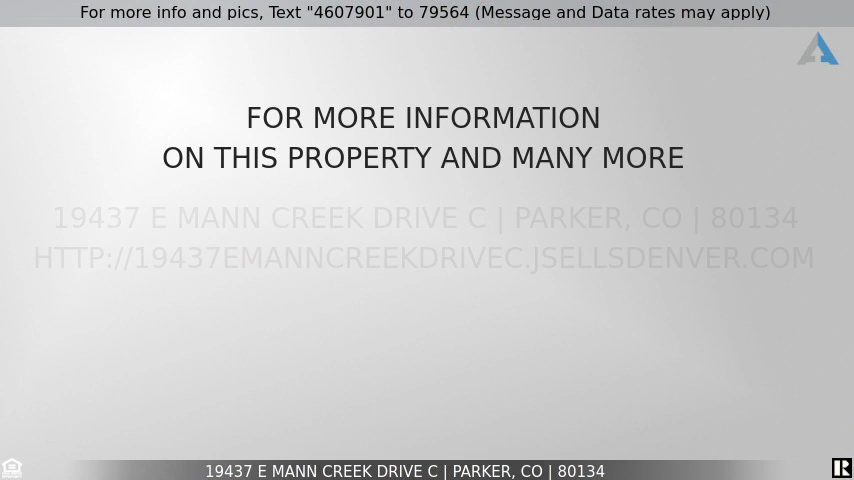 For more info and pics, Text "4607901" to 79564 (Message and Data rates may apply)
FOR MORE INFORMATION
ON THIS PROPERTY AND MANY MORE
19437 E MANN CREEK DRIVE C | PARKER, CO | 80134
HTTP://19437EMANNCREEKDRIVEC.JSELLSDENVER.COM
19437 E MANN CREEK DRIVE C | PARKER, CO | 80134